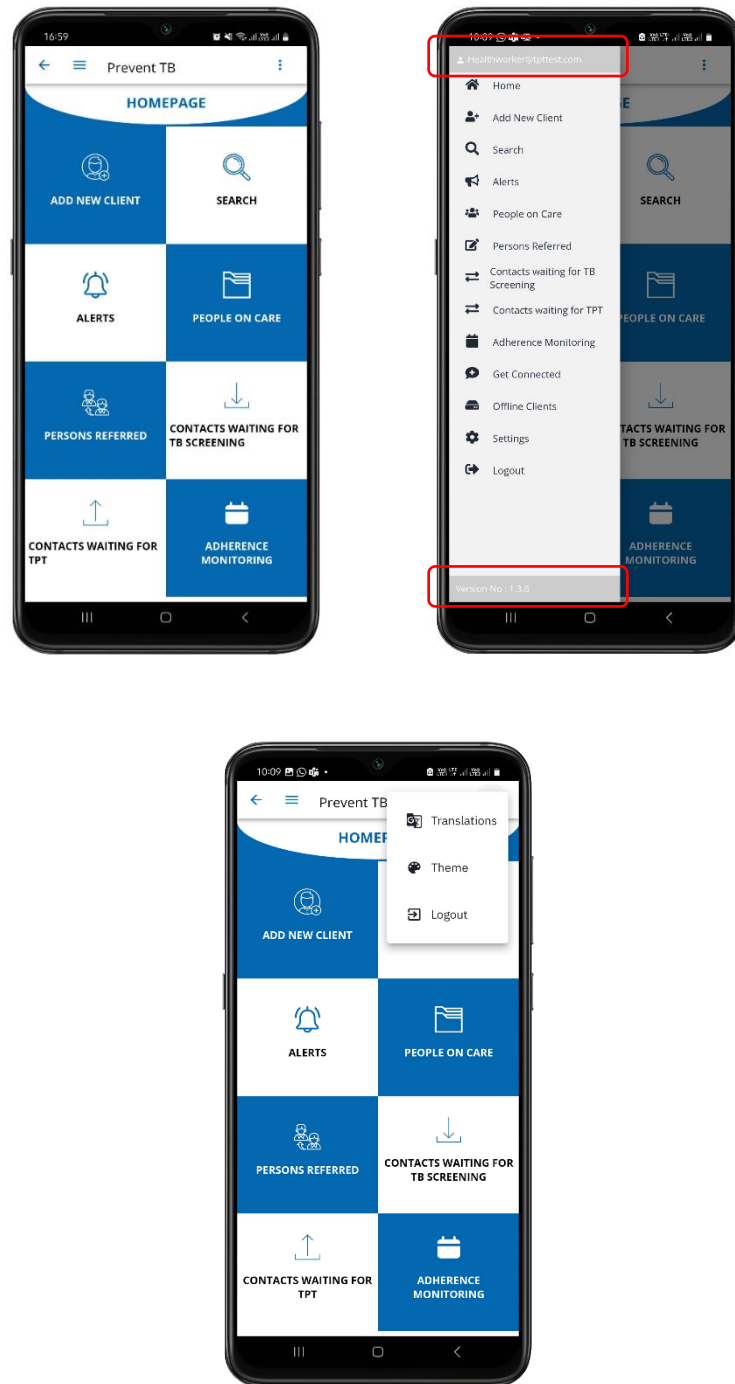 16:59
Prevent TB
HOMEPAGE
ADD NEW CLIENT
SEARCH
ALERTS
PEOPLE ON CARE
PERSONS REFERRED
CONTACTS WAITING FOR
TB SCREENING
CONTACTS WAITING FOR
TPT
ADHERENCE
MONITORING
10:09
Healthworker@tpttest.com
Home
Add New Client
Search
Alerts
People on Care
Persons Referred
Contacts waiting for TB
Screening
Contacts waiting for TPT
Adherence Monitoring
Get Connected
Offline Clients
Settings
Logout
Version No : 1.3.6
GE
SEARCH
PEOPLE ON CARE
TACTS WAITING FOR
TB SCREENING
ADHERENCE
MONITORING
10:09
Prevent TB
HOMEP
Translations
Theme
Logout
ADD NEW CLIENT
ALERTS
PEOPLE ON CARE
PERSONS REFERRED
CONTACTS WAITING FOR
TB SCREENING
CONTACTS WAITING FOR
TPT
ADHERENCE
MONITORING